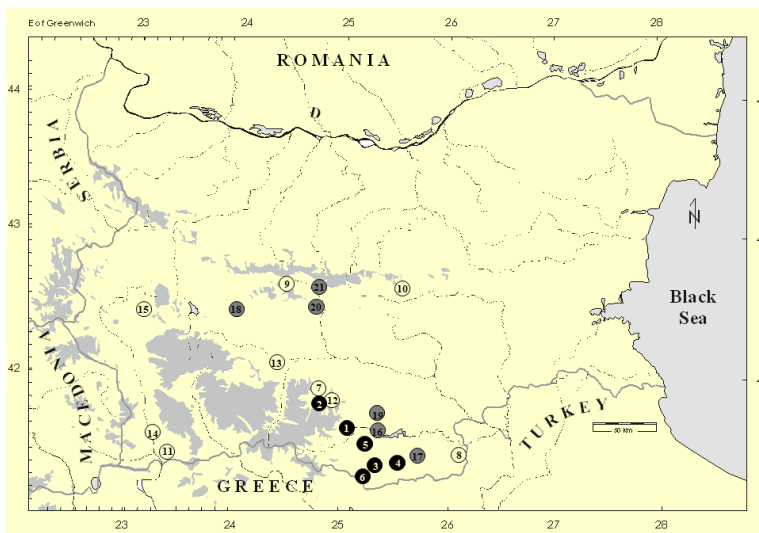 E of Greenwich 23 24 25 26 27 28
ROMANIA
44
D
SERBIA
43
N
9 21 10
15 18 20
Black
Sea
MACEDONIA
42
13
7
2 12
19
1 16
TURKEY
50 km
14
5
11
3 4 17 8
6
GREECE
23 24 25 26 27 28